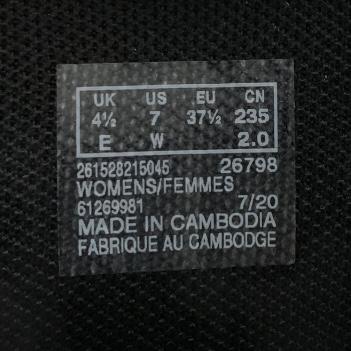 UK US EU CN
4½ 7 37½ 235
E W 2.0
261528215045 26798
WOMENS/FEMMES
61269981 7/20
MADE IN CAMBODIA
FABRIQUE AU CAMBODGE